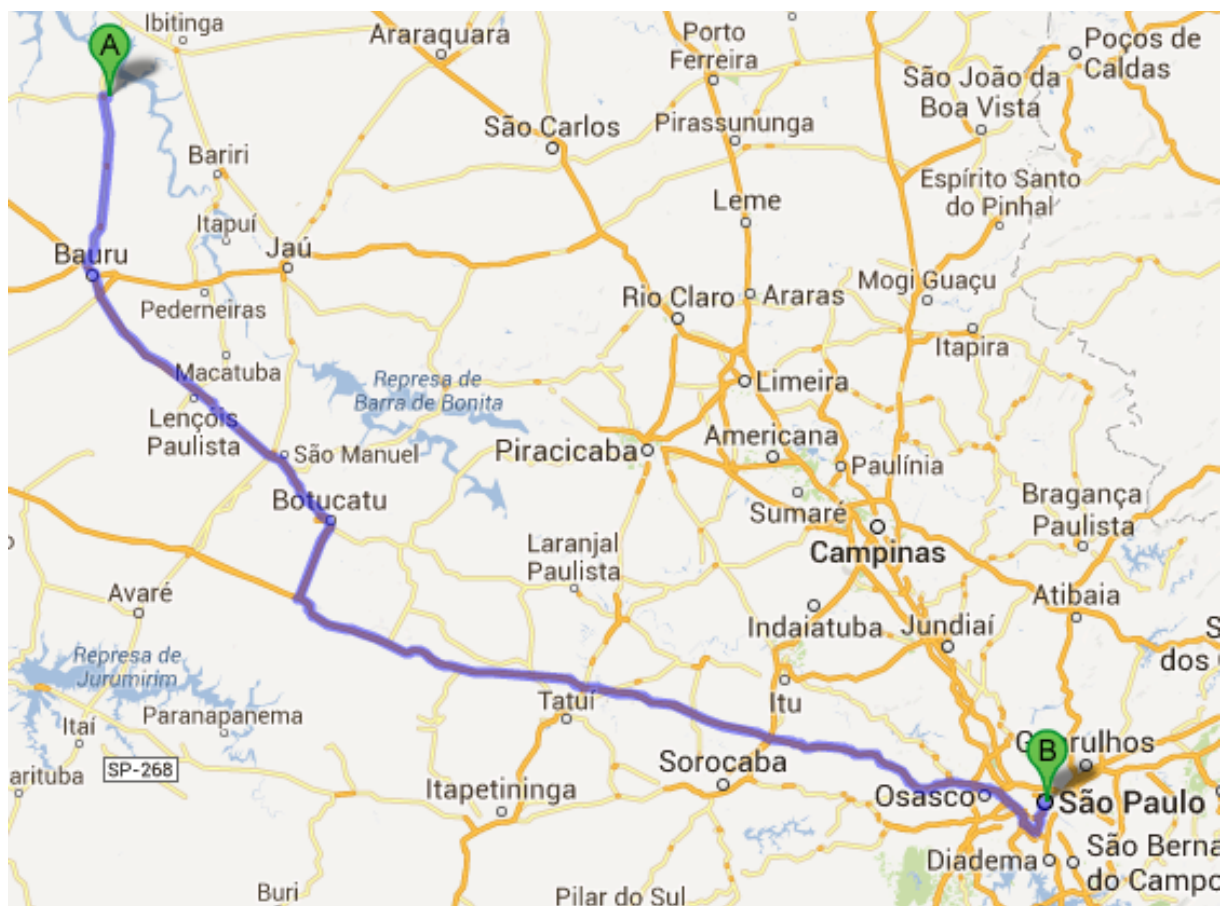 A
Ibitinga
Araraquara
Porto
Ferreira
Poços de
Caldas
São João da
Boa Vista
São Carlos
Pirassununga
Bariri
Espírito Santo
do Pinhal
Leme
Itapuí
Bauru
Jaú
Mogi Guaçu
Pederneiras
Rio Claro
Araras
Itapira
Macatuba
Represa de
Barra de Bonita
Limeira
Lençóis
Paulista
São Manuel
Piracicaba
Americana
Paulínia
Botucatu
Sumaré
Bragança
Paulista
Campinas
Laranjal
Paulista
Avaré
Atibaia
Indaiatuba
Jundiaí
S
dos
Represa de
Jurumirim
Itu
Tatuí
Itaí
Paranapanema
B
Guarulhos
arituba
SP-268
Sorocaba
Itapetininga
Osasco
São Paulo
Diadema
São Berna
do Campo
Buri
Pilar do Sul